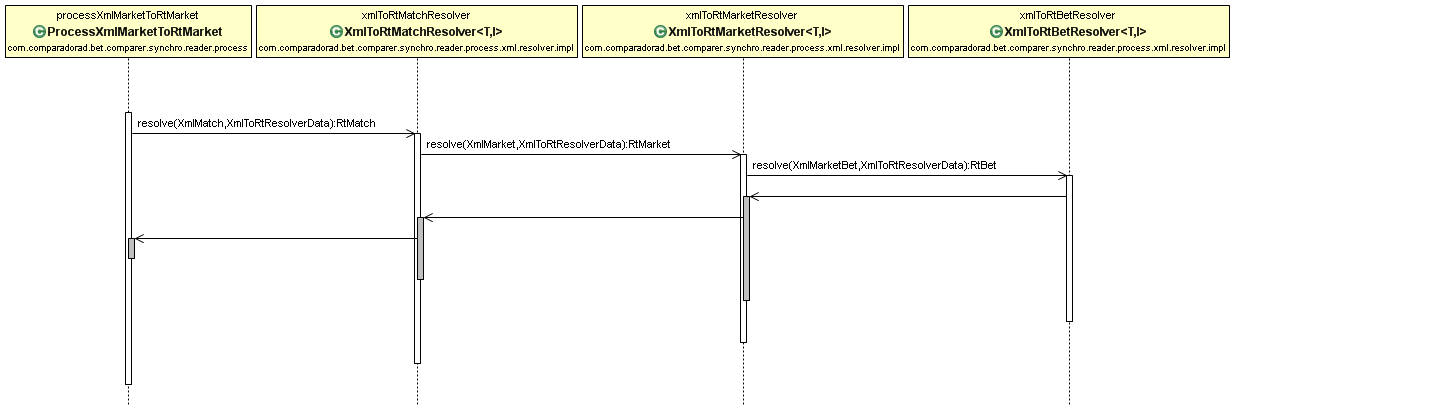 processXmlMarketToRtMarket
C ProcessXmlMarketToRtMarket
com.comparadorad.bet.comparer.synchro.reader.process
xmlToRtMatchResolver
C XmlToRtMatchResolver<T,I>
com.comparadorad.bet.comparer.synchro.reader.process.xml.resolver.impl
xmlToRtMarketResolver
C XmlToRtMarketResolver<T,I>
com.comparadorad.bet.comparer.synchro.reader.process.xml.resolver.impl
xmlToRtBetResolver
C XmlToRtBetResolver<T,I>
com.comparadorad.bet.comparer.synchro.reader.process.xml.resolver.impl
resolve(XmlMatch,XmlToRtResolverData):RtMatch
resolve(XmlMarket,XmlToRtResolverData):RtMarket
resolve(XmlMarketBet,XmlToRtResolverData):RtBet